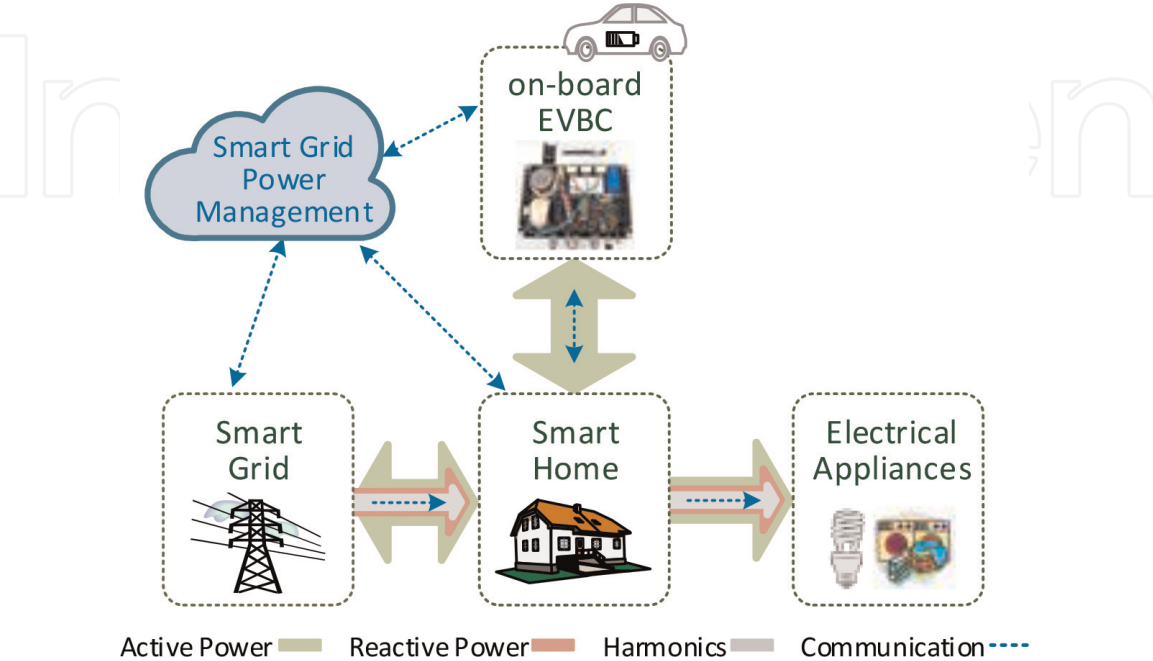 on-board
EVBC
Smart Grid
Power
Management
Smart
Grid
Smart
Home
Electrical
Appliances
Active Power
Reactive Power
Harmonics
Communication